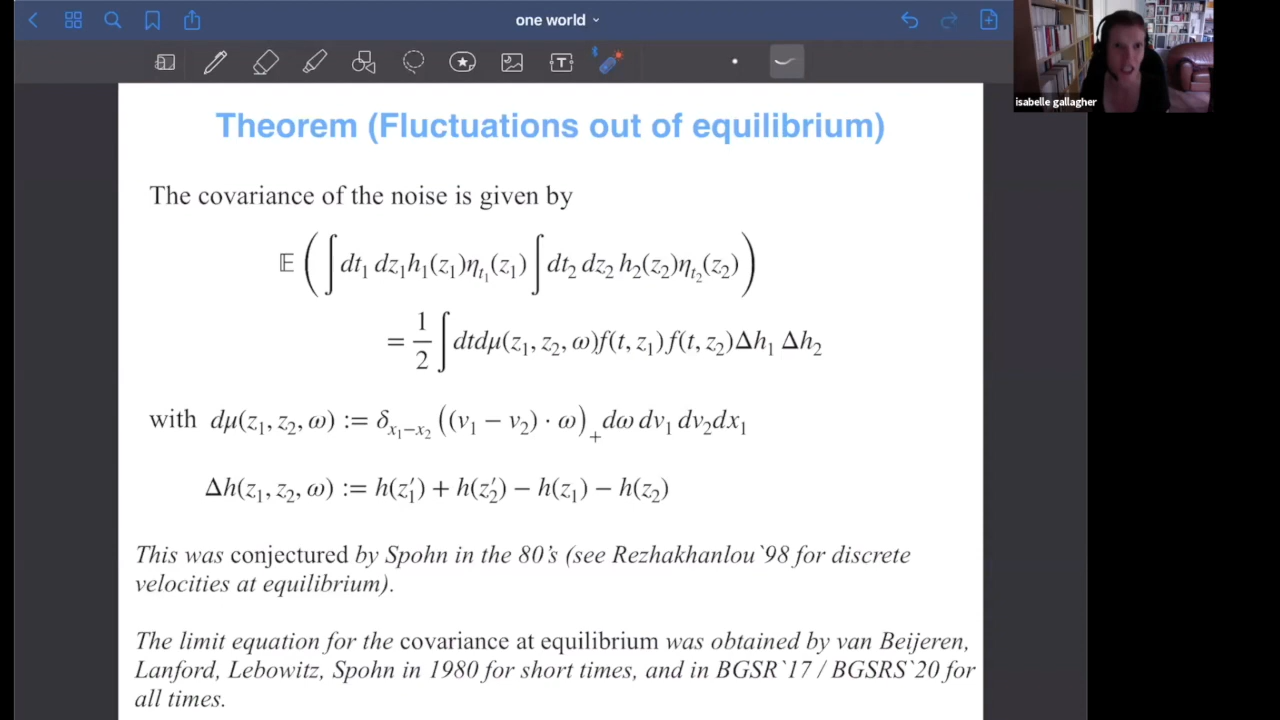 one world
isabelle gallagher
Theorem (Fluctuations out of equilibrium)
The covariance of the noise is given by
𝔼 ( ∫ dt₁ dz₁h₁(z₁)η_{t₁}(z₁) ∫ dt₂ dz₂ h₂(z₂)η_{t₂}(z₂) )
= 1/2 ∫ dtdμ(z₁, z₂, ω)f(t, z₁) f(t, z₂)Δh₁ Δh₂
with dμ(z₁, z₂, ω) := δ_{x₁−x₂} ((v₁ − v₂) · ω)₊ dω dv₁ dv₂dx₁
Δh(z₁, z₂, ω) := h(z₁′) + h(z₂′) − h(z₁) − h(z₂)
This was conjectured by Spohn in the 80's (see Rezhakhanlou`98 for discrete
velocities at equilibrium).
The limit equation for the covariance at equilibrium was obtained by van Beijeren,
Lanford, Lebowitz, Spohn in 1980 for short times, and in BGSR`17 / BGSRS`20 for
all times.